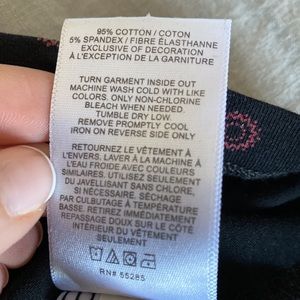 95% COTTON / COTON
5% SPANDEX / FIBRE ÉLASTHANNE
EXCLUSIVE OF DECORATION
À L'EXCEPTION DE LA GARNITURE
TURN GARMENT INSIDE OUT
MACHINE WASH COLD WITH LIKE
COLORS. ONLY NON-CHLORINE
BLEACH WHEN NEEDED.
TUMBLE DRY LOW.
REMOVE PROMPTLY COOL
IRON ON REVERSE SIDE ONLY
RETOURNEZ LE VÊTEMENT À
L'ENVERS. LAVER À LA MACHINE À
L'EAU FROIDE AVEC COULEURS
SIMILAIRES. UTILISEZ SEULEMENT
DU JAVELLISANT SANS CHLORE,
SI NÉCESSAIRE. SÉCHAGE
PAR CULBUTAGE À TEMPÉRATURE
BASSE. RETIREZ IMMÉDIATEMENT
REPASSAGE DOUX SUR LE CÔTÉ
INTÉRIEUR DU VÊTEMENT
SEULEMENT
RN# 55285